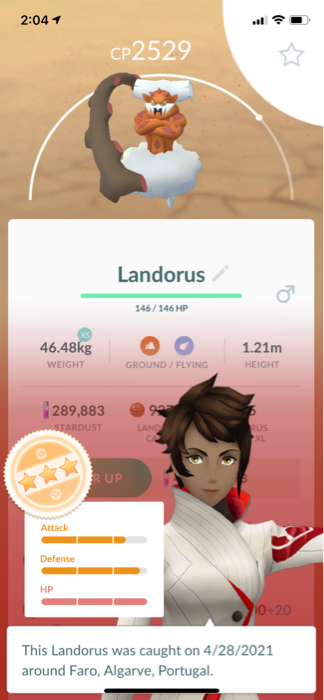 2:04
CP2529
Landorus
146 / 146 HP
XS
46.48kg
WEIGHT
GROUND / FLYING
1.21m
HEIGHT
289,883
STARDUST
Attack
Defense
HP
This Landorus was caught on 4/28/2021
around Faro, Algarve, Portugal.